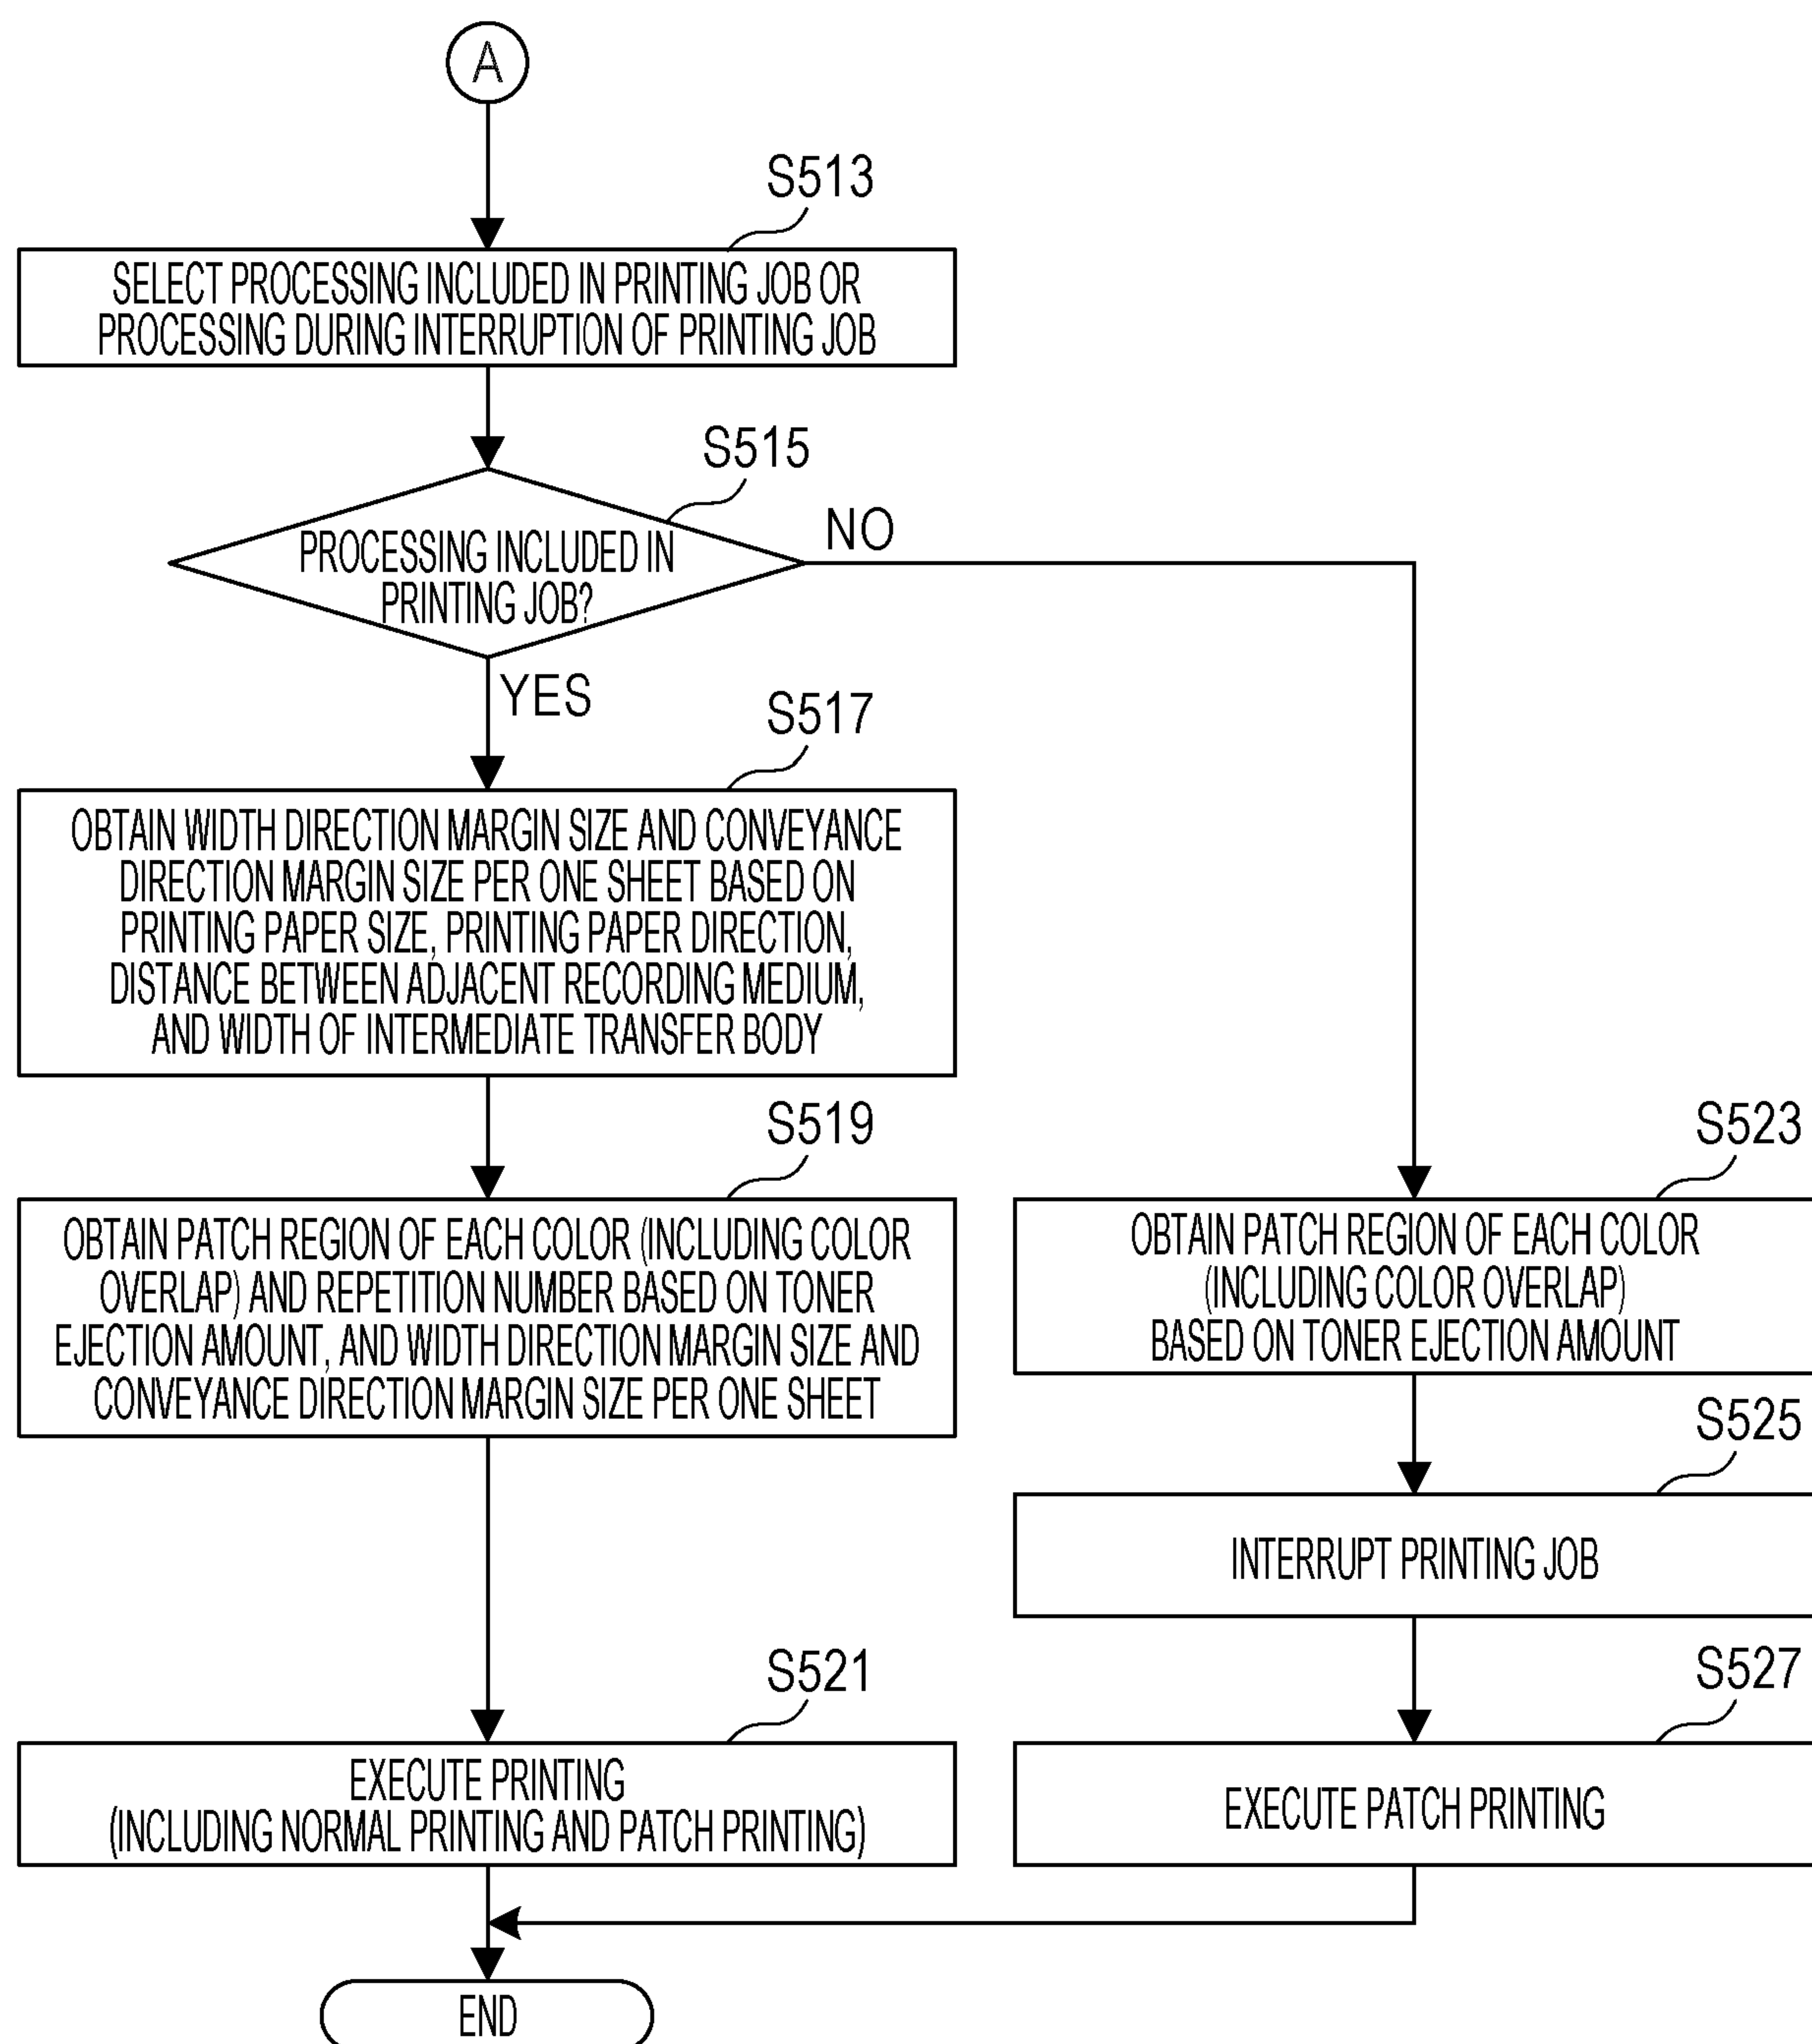 A
S513
SELECT PROCESSING INCLUDED IN PRINTING JOB OR
PROCESSING DURING INTERRUPTION OF PRINTING JOB
S515
PROCESSING INCLUDED IN
PRINTING JOB?
NO
YES
S517
OBTAIN WIDTH DIRECTION MARGIN SIZE AND CONVEYANCE
DIRECTION MARGIN SIZE PER ONE SHEET BASED ON
PRINTING PAPER SIZE, PRINTING PAPER DIRECTION,
DISTANCE BETWEEN ADJACENT RECORDING MEDIUM,
AND WIDTH OF INTERMEDIATE TRANSFER BODY
S519
OBTAIN PATCH REGION OF EACH COLOR (INCLUDING COLOR
OVERLAP) AND REPETITION NUMBER BASED ON TONER
EJECTION AMOUNT, AND WIDTH DIRECTION MARGIN SIZE AND
CONVEYANCE DIRECTION MARGIN SIZE PER ONE SHEET
S523
OBTAIN PATCH REGION OF EACH COLOR
(INCLUDING COLOR OVERLAP)
BASED ON TONER EJECTION AMOUNT
S525
INTERRUPT PRINTING JOB
S521
EXECUTE PRINTING
(INCLUDING NORMAL PRINTING AND PATCH PRINTING)
S527
EXECUTE PATCH PRINTING
END